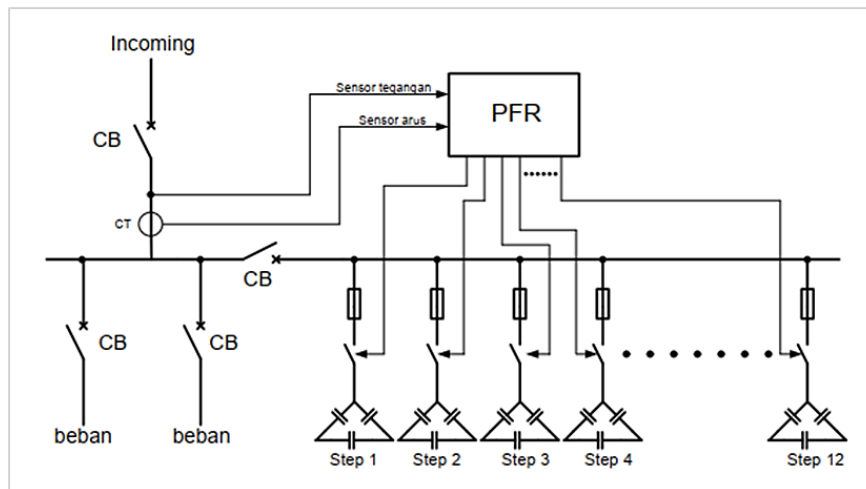 Incoming
Sensor tegangan
PFR
Sensor arus
CB
CT
CB
CB
CB
beban
beban
Step 1
Step 2
Step 3
Step 4
Step 12